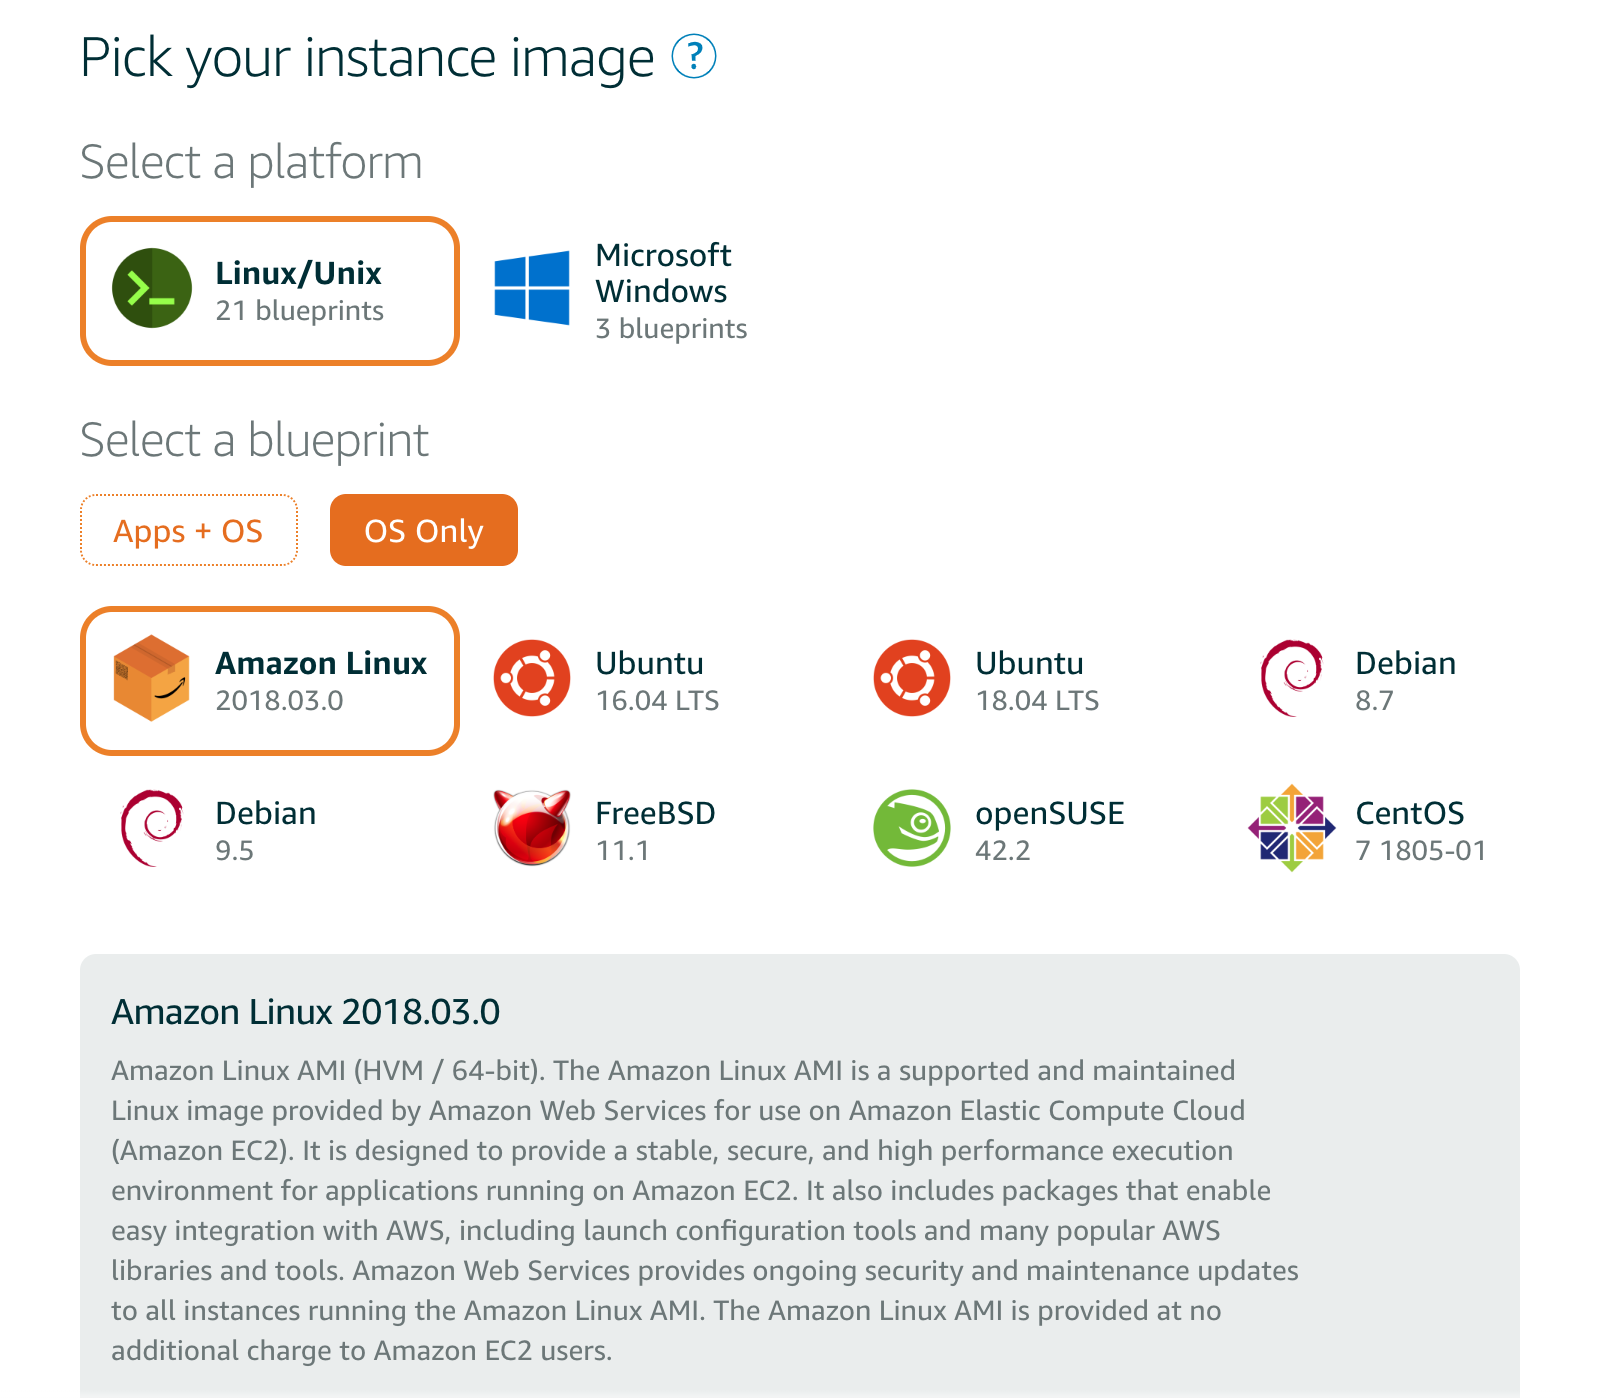 Pick your instance image ?
Select a platform
Linux/Unix
21 blueprints
Microsoft
Windows
3 blueprints
Select a blueprint
Apps + OS
OS Only
Amazon Linux
2018.03.0
Ubuntu
16.04 LTS
Ubuntu
18.04 LTS
Debian
8.7
Debian
9.5
FreeBSD
11.1
openSUSE
42.2
CentOS
7 1805-01
Amazon Linux 2018.03.0
Amazon Linux AMI (HVM / 64-bit). The Amazon Linux AMI is a supported and maintained
Linux image provided by Amazon Web Services for use on Amazon Elastic Compute Cloud
(Amazon EC2). It is designed to provide a stable, secure, and high performance execution
environment for applications running on Amazon EC2. It also includes packages that enable
easy integration with AWS, including launch configuration tools and many popular AWS
libraries and tools. Amazon Web Services provides ongoing security and maintenance updates
to all instances running the Amazon Linux AMI. The Amazon Linux AMI is provided at no
additional charge to Amazon EC2 users.